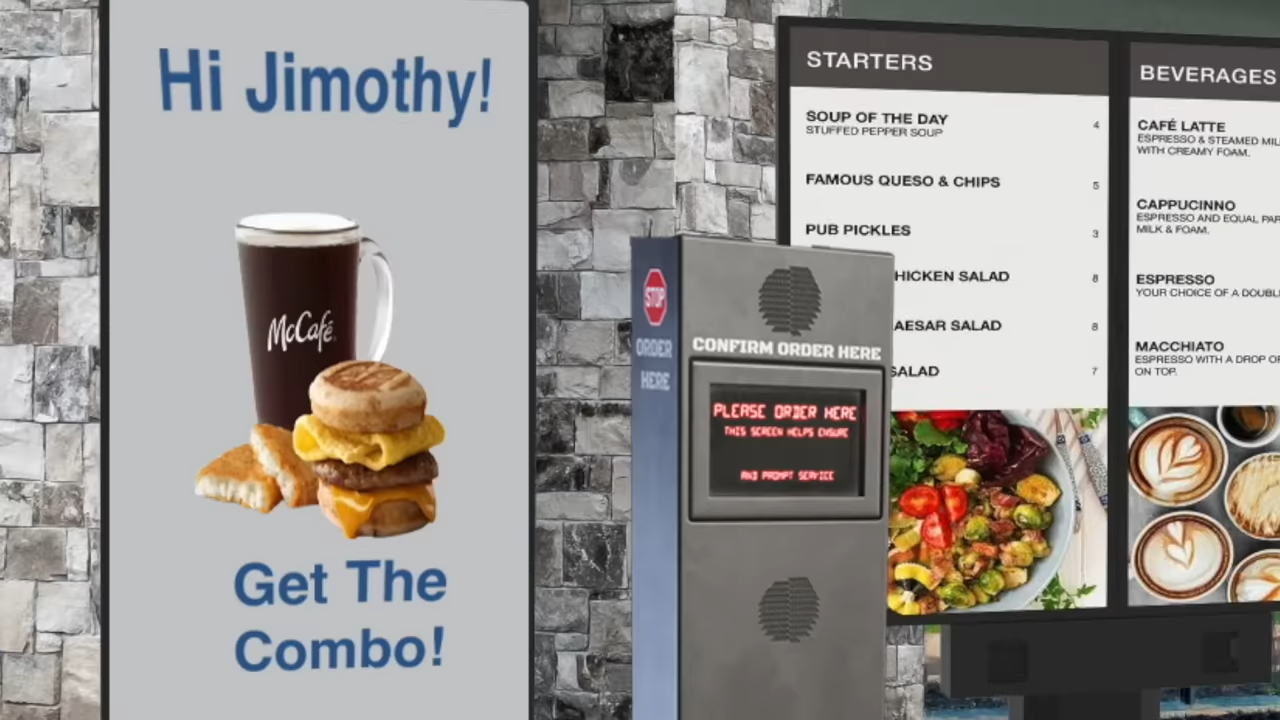 Hi Jimothy!
McCafé
Get The
Combo!
STOP
ORDER
HERE
CONFIRM ORDER HERE
PLEASE ORDER HERE
THIS SCREEN HELPS ENSURE
AND PROMPT SERVICE
STARTERS
SOUP OF THE DAY 4
STUFFED PEPPER SOUP
FAMOUS QUESO & CHIPS 5
PUB PICKLES 3
HICKEN SALAD 8
AESAR SALAD 8
SALAD 7
BEVERAGES
CAFÉ LATTE
ESPRESSO & STEAMED MIL
WITH CREAMY FOAM.
CAPPUCINNO
ESPRESSO AND EQUAL PAR
MILK & FOAM.
ESPRESSO
YOUR CHOICE OF A DOUBL
MACCHIATO
ESPRESSO WITH A DROP OF
ON TOP.